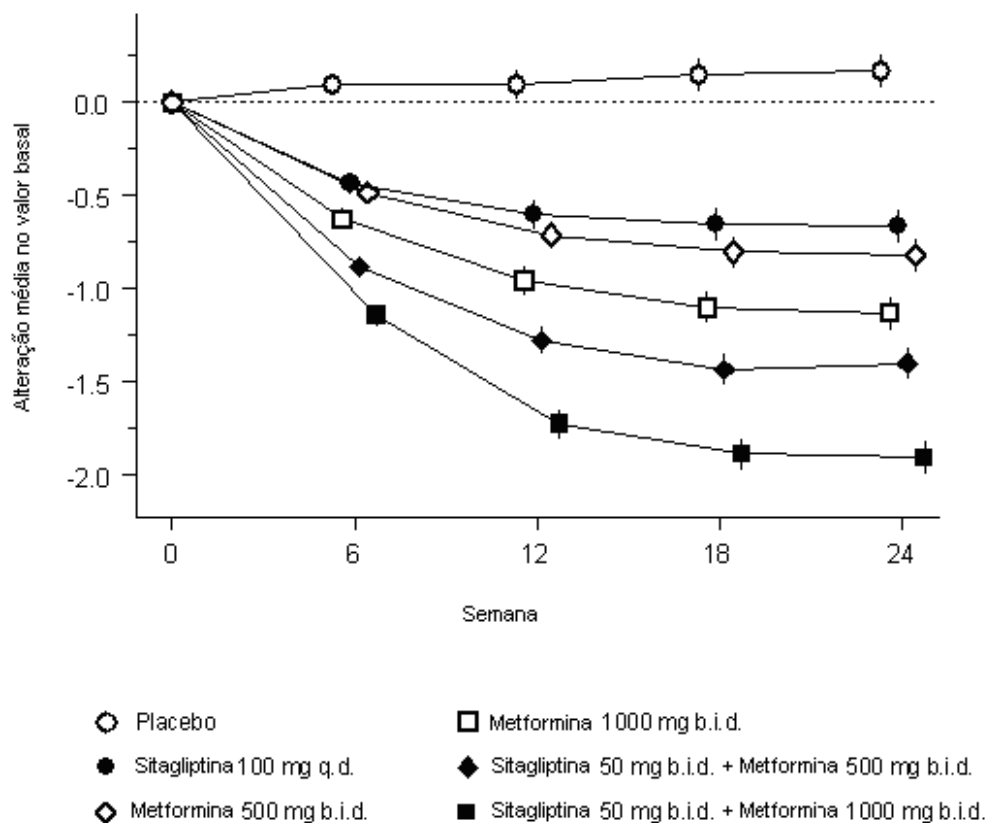 Alteração média no valor basal
0.0
-0.5
-1.0
-1.5
-2.0
0 6 12 18 24
Semana
Placebo
Sitagliptina 100 mg q.d.
Metformina 500 mg b.i.d.
Metformina 1000 mg b.i.d.
Sitagliptina 50 mg b.i.d. + Metformina 500 mg b.i.d.
Sitagliptina 50 mg b.i.d. + Metformina 1000 mg b.i.d.